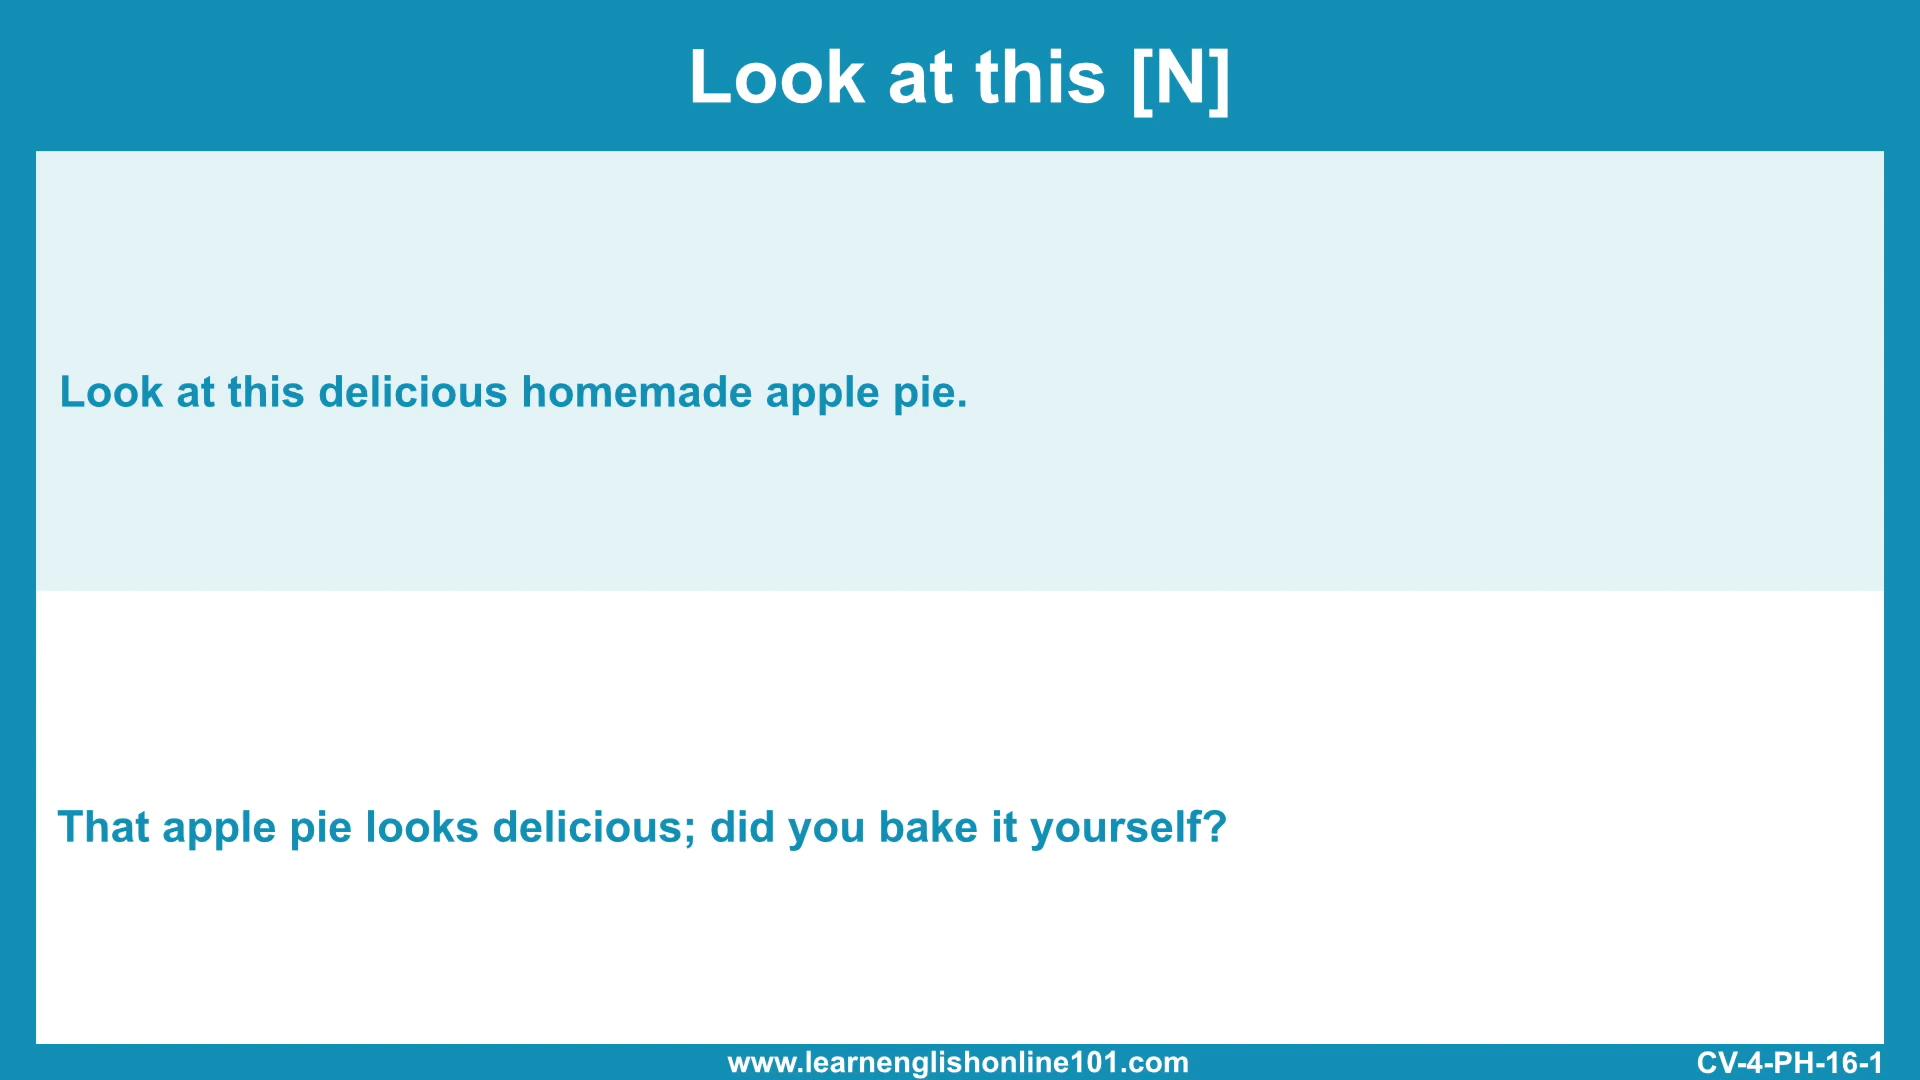 Look at this [N]
Look at this delicious homemade apple pie.
That apple pie looks delicious; did you bake it yourself?
www.learnenglishonline101.com
CV-4-PH-16-1